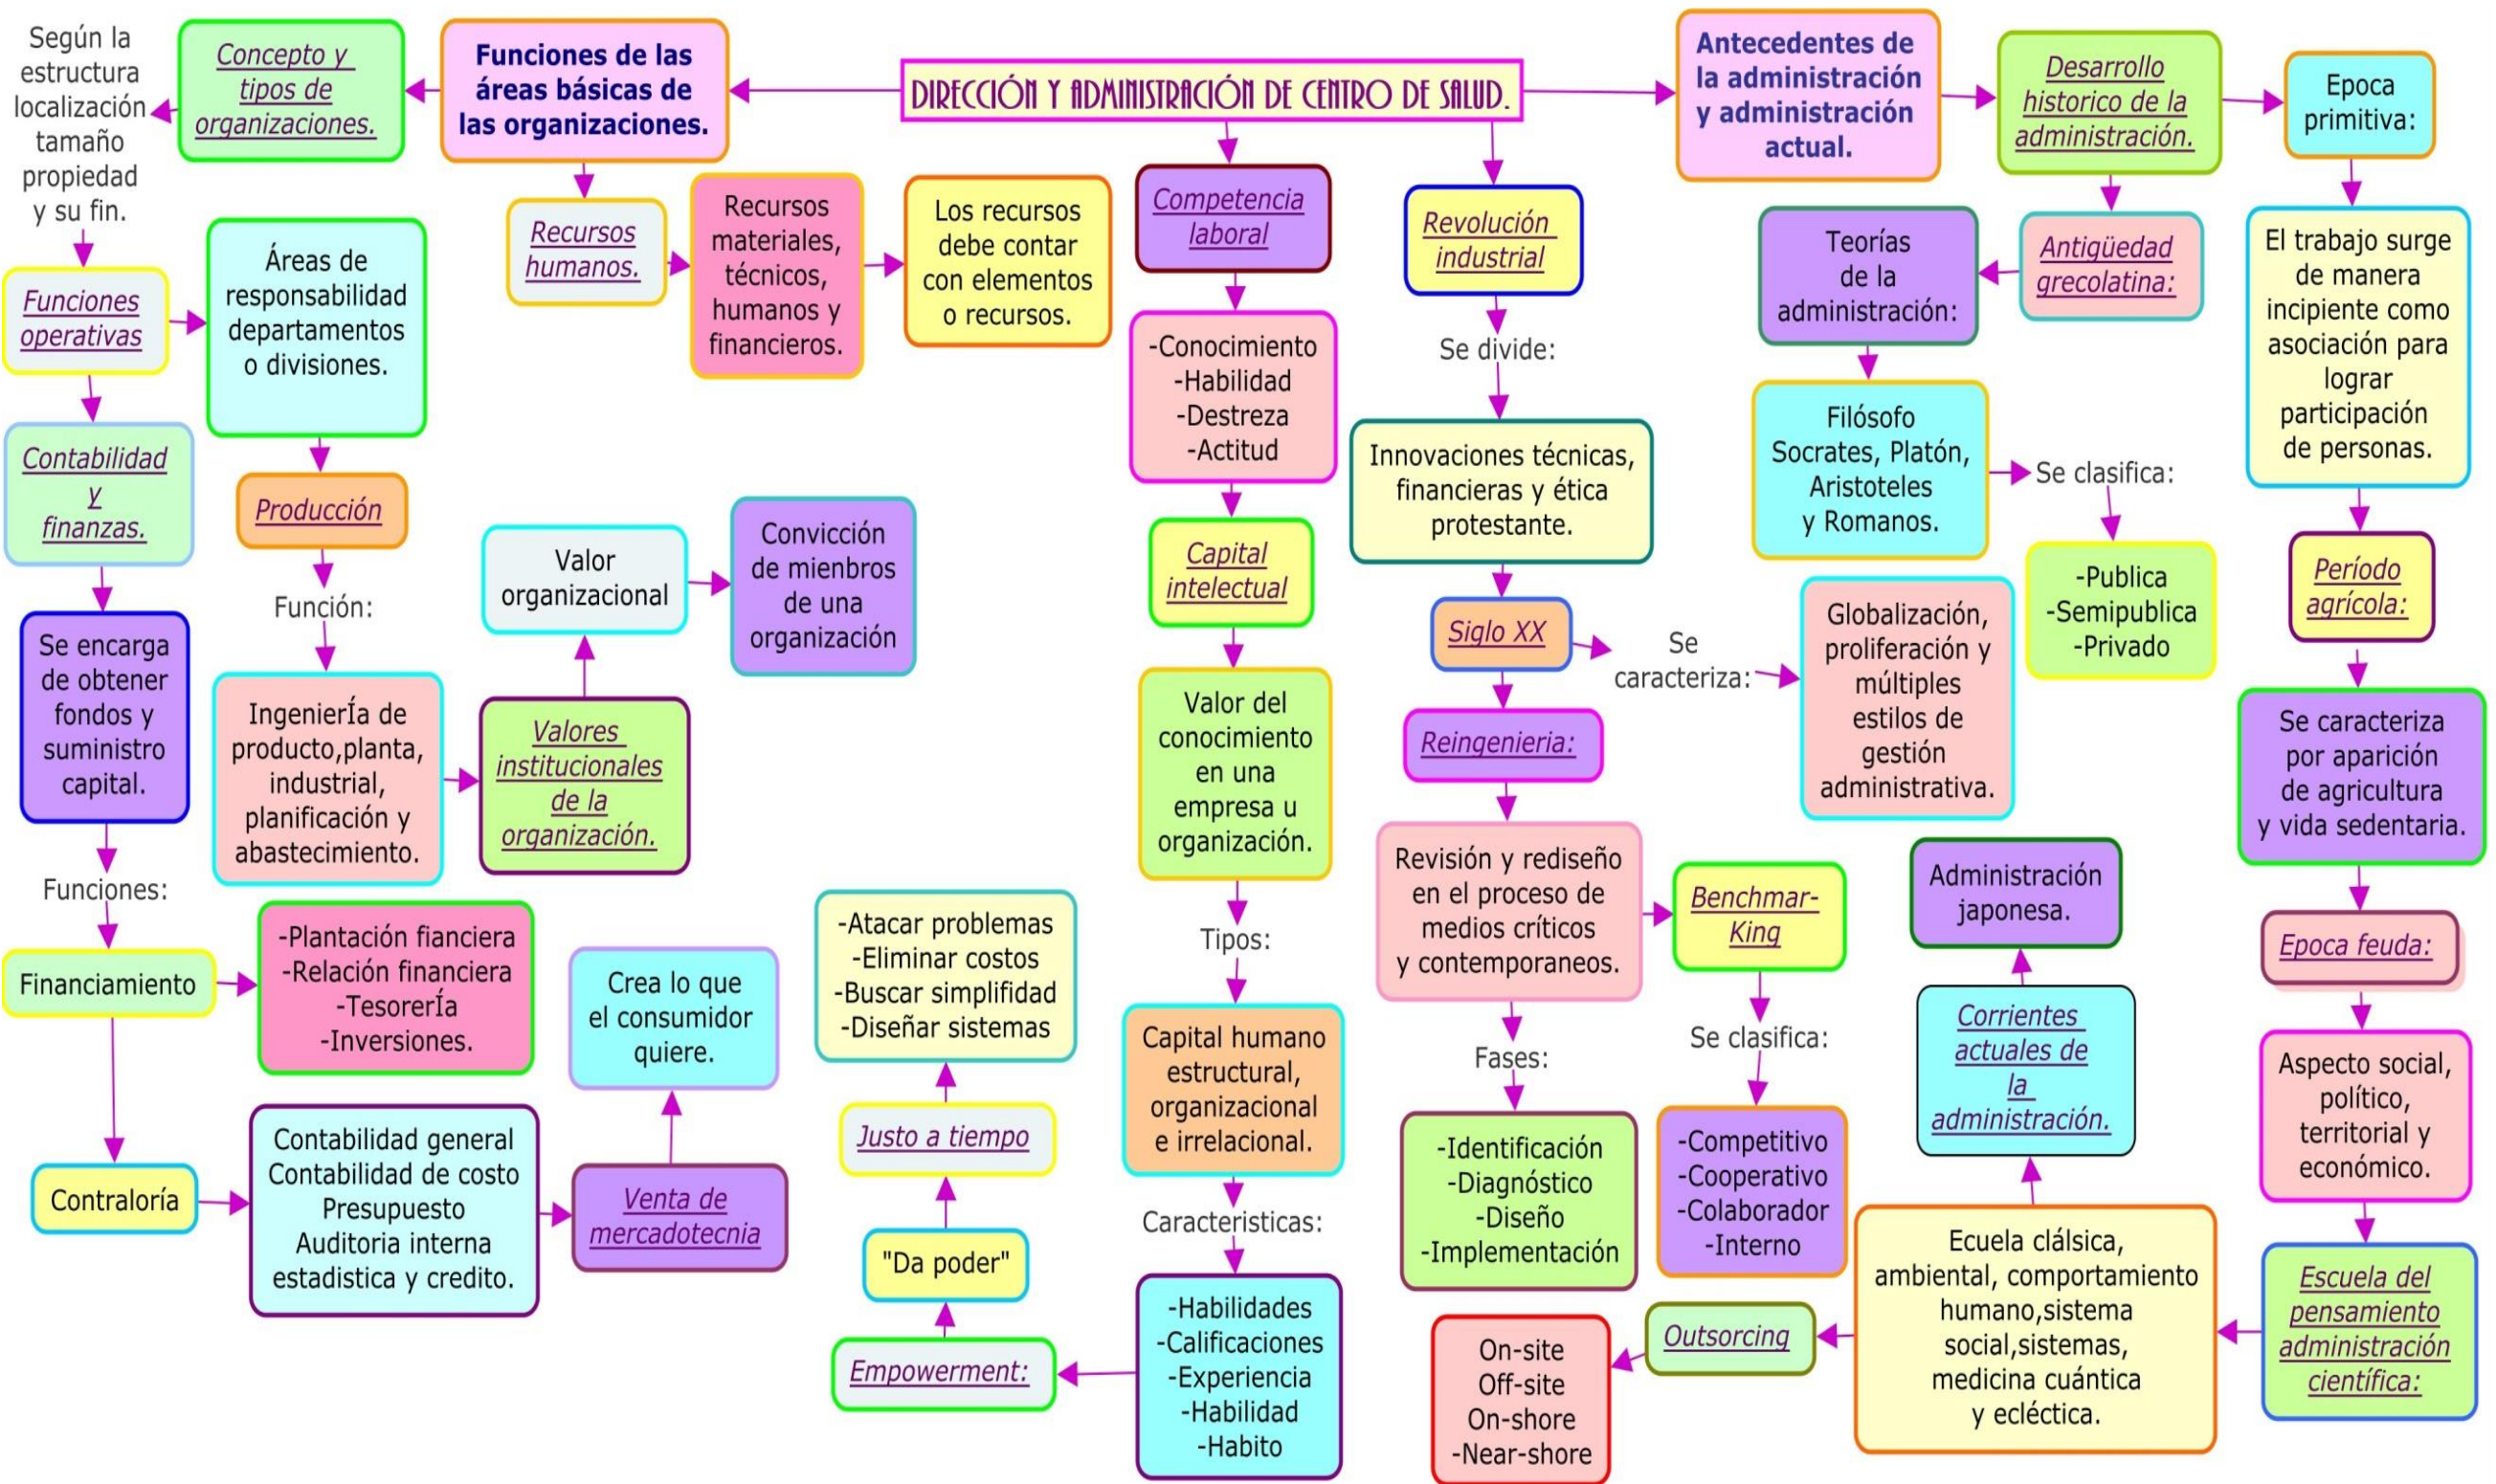 DIRECCIÓN Y ADMINISTRACIÓN DE CENTRO DE SALUD.
Funciones de las
áreas básicas de
las organizaciones.
Concepto y
tipos de
organizaciones.
Según la
estructura
localización
tamaño
propiedad
y su fin.
Funciones
operativas
Áreas de
responsabilidad
departamentos
o divisiones.
Producción
Función:
IngenierÍa de
producto,planta,
industrial,
planificación y
abastecimiento.
Valores
institucionales
de la
organización.
Valor
organizacional
Convicción
de mienbros
de una
organización
Contabilidad
y
finanzas.
Se encarga
de obtener
fondos y
suministro
capital.
Funciones:
Financiamiento
-Plantación fianciera
-Relación financiera
-TesorerÍa
-Inversiones.
Contraloría
Contabilidad general
Contabilidad de costo
Presupuesto
Auditoria interna
estadistica y credito.
Venta de
mercadotecnia
Crea lo que
el consumidor
quiere.
Recursos
humanos.
Recursos
materiales,
técnicos,
humanos y
financieros.
Los recursos
debe contar
con elementos
o recursos.
Competencia
laboral
-Conocimiento
-Habilidad
-Destreza
-Actitud
Capital
intelectual
Valor del
conocimiento
en una
empresa u
organización.
Tipos:
Capital humano
estructural,
organizacional
e irrelacional.
Caracteristicas:
-Habilidades
-Calificaciones
-Experiencia
-Habilidad
-Habito
Empowerment:
"Da poder"
Justo a tiempo
-Atacar problemas
-Eliminar costos
-Buscar simplifidad
-Diseñar sistemas
Revolución
industrial
Se divide:
Innovaciones técnicas,
financieras y ética
protestante.
Siglo XX
Se
caracteriza:
Globalización,
proliferación y
múltiples
estilos de
gestión
administrativa.
Reingenieria:
Revisión y rediseño
en el proceso de
medios críticos
y contemporaneos.
Fases:
-Identificación
-Diagnóstico
-Diseño
-Implementación
Benchmar-
King
Se clasifica:
-Competitivo
-Cooperativo
-Colaborador
-Interno
Antecedentes de
la administración
y administración
actual.
Desarrollo
historico de la
administración.
Antigüedad
grecolatina:
Teorías
de la
administración:
Filósofo
Socrates, Platón,
Aristoteles
y Romanos.
Se clasifica:
-Publica
-Semipublica
-Privado
Epoca
primitiva:
El trabajo surge
de manera
incipiente como
asociación para
lograr
participación
de personas.
Período
agrícola:
Se caracteriza
por aparición
de agricultura
y vida sedentaria.
Epoca feuda:
Aspecto social,
político,
territorial y
económico.
Escuela del
pensamiento
administración
científica:
Ecuela clálsica,
ambiental, comportamiento
humano,sistema
social,sistemas,
medicina cuántica
y ecléctica.
Corrientes
actuales de
la
administración.
Administración
japonesa.
Outsorcing
On-site
Off-site
On-shore
-Near-shore